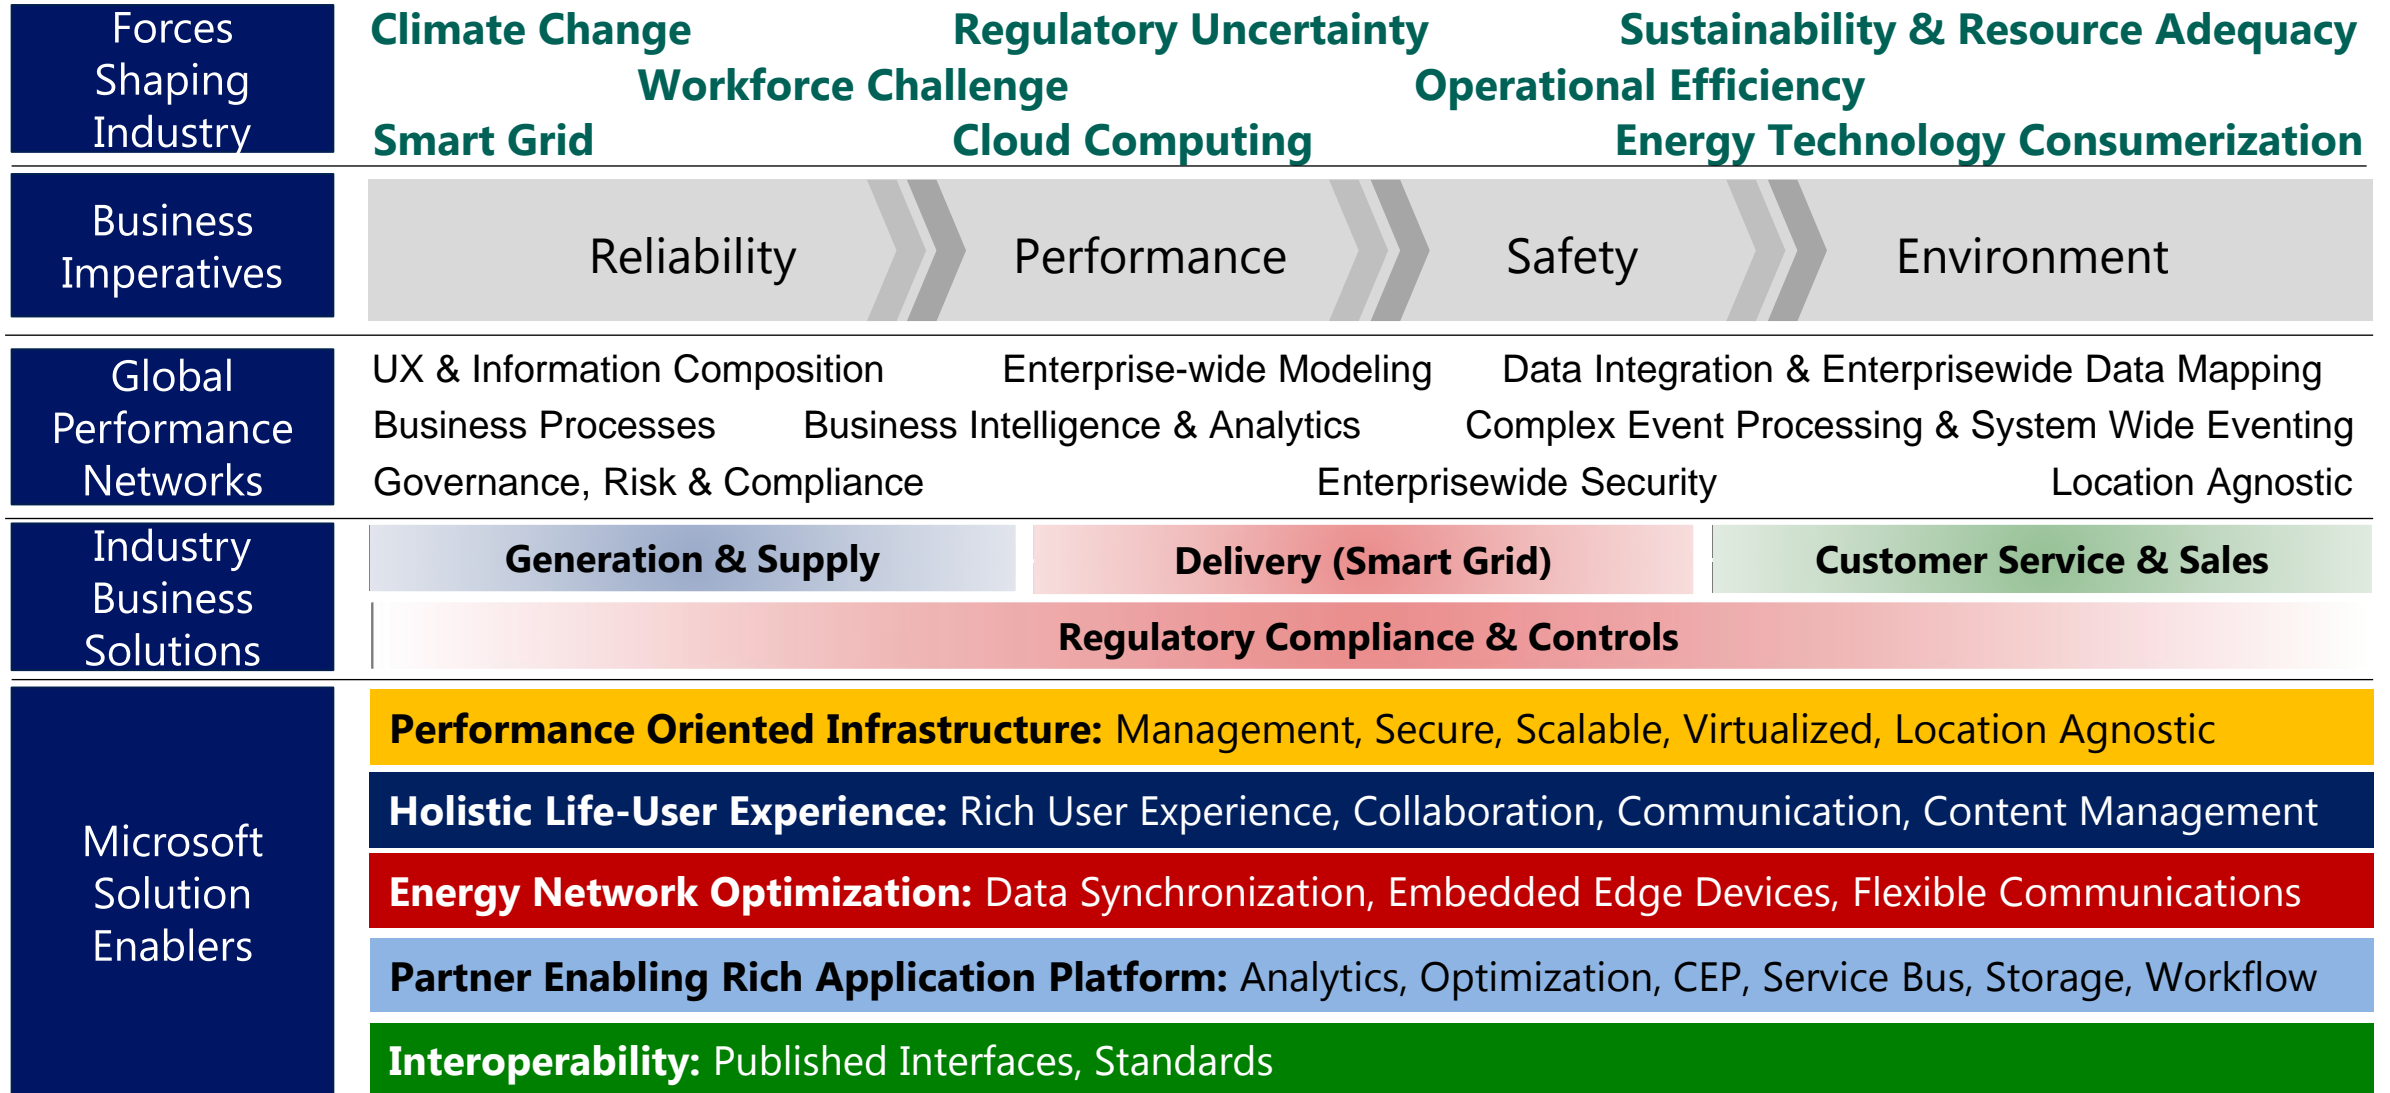 Forces
Shaping
Industry
Climate Change Regulatory Uncertainty Sustainability & Resource Adequacy
Workforce Challenge Operational Efficiency
Smart Grid Cloud Computing Energy Technology Consumerization
Business
Imperatives
Reliability Performance Safety Environment
Global
Performance
Networks
UX & Information Composition Enterprise-wide Modeling Data Integration & Enterprisewide Data Mapping
Business Processes Business Intelligence & Analytics Complex Event Processing & System Wide Eventing
Governance, Risk & Compliance Enterprisewide Security Location Agnostic
Industry
Business
Solutions
Generation & Supply Delivery (Smart Grid) Customer Service & Sales
Regulatory Compliance & Controls
Microsoft
Solution
Enablers
Performance Oriented Infrastructure: Management, Secure, Scalable, Virtualized, Location Agnostic
Holistic Life-User Experience: Rich User Experience, Collaboration, Communication, Content Management
Energy Network Optimization: Data Synchronization, Embedded Edge Devices, Flexible Communications
Partner Enabling Rich Application Platform: Analytics, Optimization, CEP, Service Bus, Storage, Workflow
Interoperability: Published Interfaces, Standards